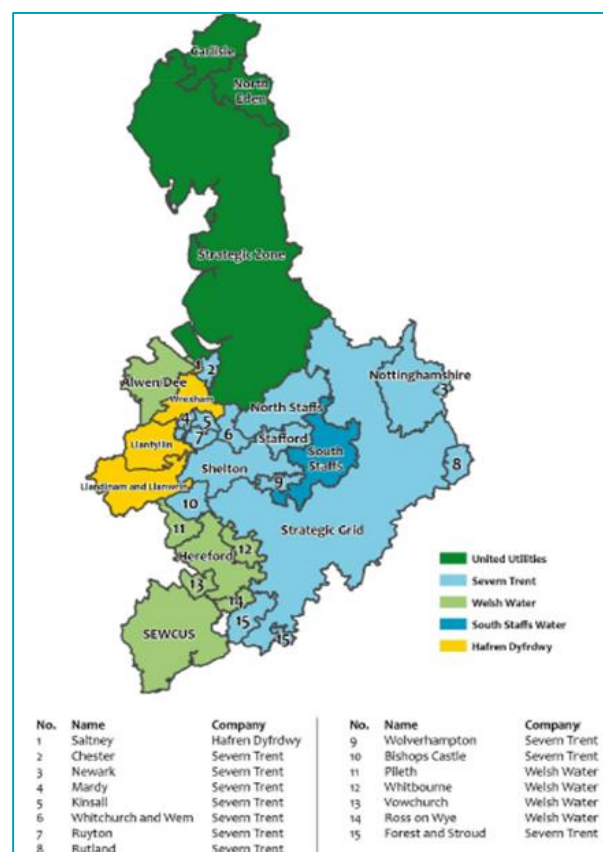 Carlisle
North
Eden
Strategic Zone
1
2
Alwen Dee
Wrexham
Nottinghamshire
3
North Staffs
4
5
7
6
Stafford
Llanfyllin
South
Staffs
Shelton
8
9
Llandinam and Llanwrin
10
Strategic Grid
11
Hereford
12
13
14
SEWCUS
15
15
United Utilities
Severn Trent
Welsh Water
South Staffs Water
Hafren Dyfrdwy
No. Name Company
1 Saltney Hafren Dyfrdwy
2 Chester Severn Trent
3 Newark Severn Trent
4 Mardy Severn Trent
5 Kinsall Severn Trent
6 Whitchurch and Wem Severn Trent
7 Ruyton Severn Trent
8 Rutland Severn Trent
No. Name Company
9 Wolverhampton Severn Trent
10 Bishops Castle Severn Trent
11 Pilleth Welsh Water
12 Whitbourne Welsh Water
13 Vowchurch Welsh Water
14 Ross on Wye Welsh Water
15 Forest and Stroud Severn Trent